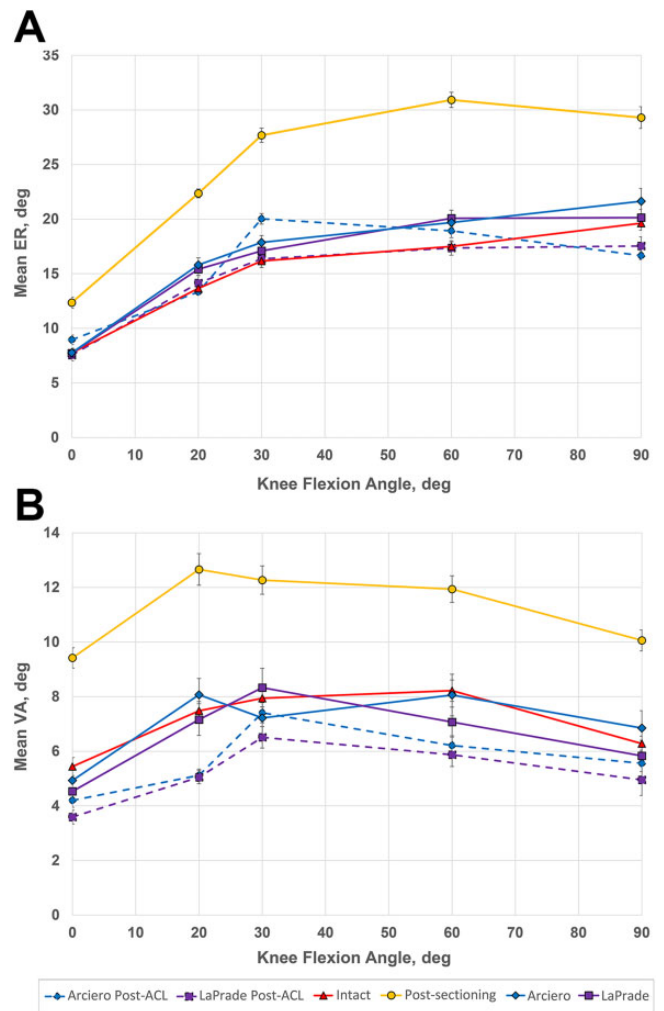 A
35
30
25
20
15
10
5
0
Mean ER, deg
0 10 20 30 40 50 60 70 80 90
Knee Flexion Angle, deg
B
14
12
10
8
6
4
2
0
Mean VA, deg
0 10 20 30 40 50 60 70 80 90
Knee Flexion Angle, deg
Arciero Post-ACL LaPrade Post-ACL Intact Post-sectioning Arciero LaPrade